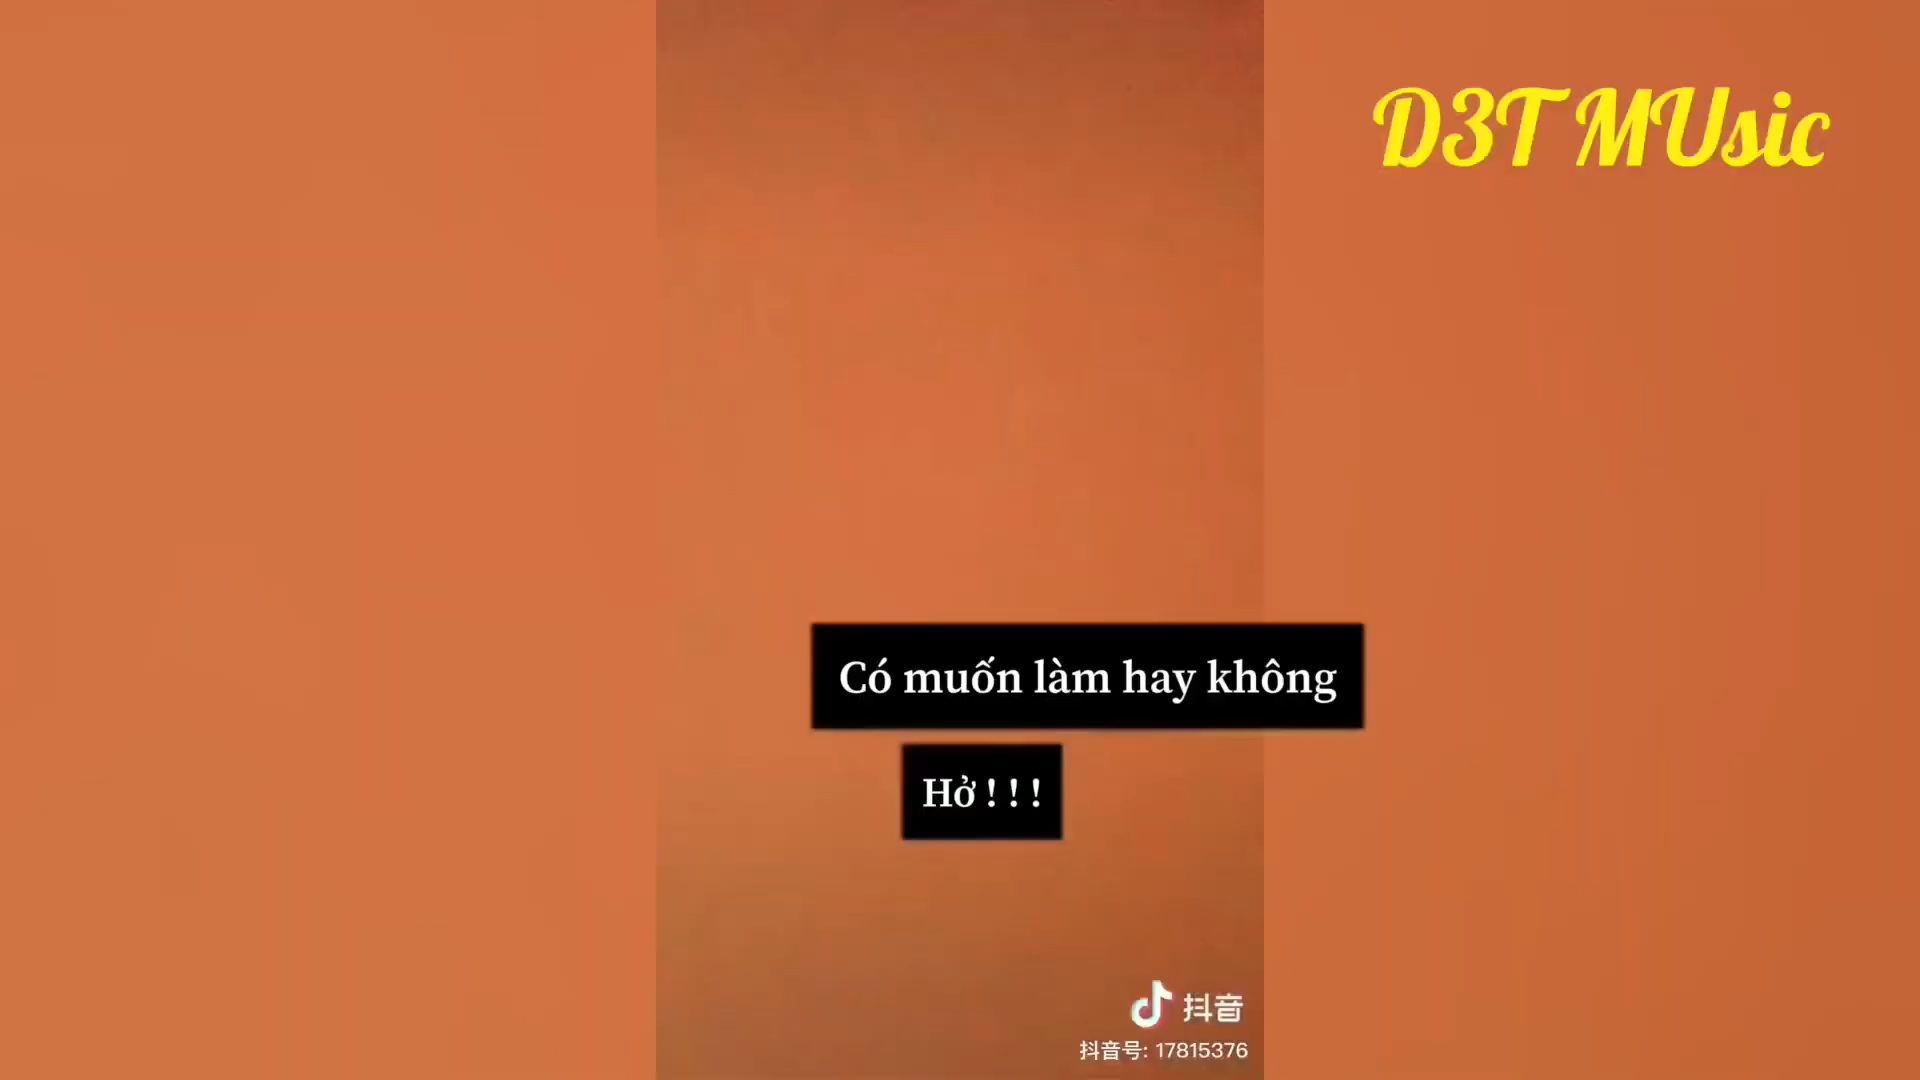 D3T MUsic
Có muốn làm hay không
Hở ! ! !
抖音
抖音号: 17815376